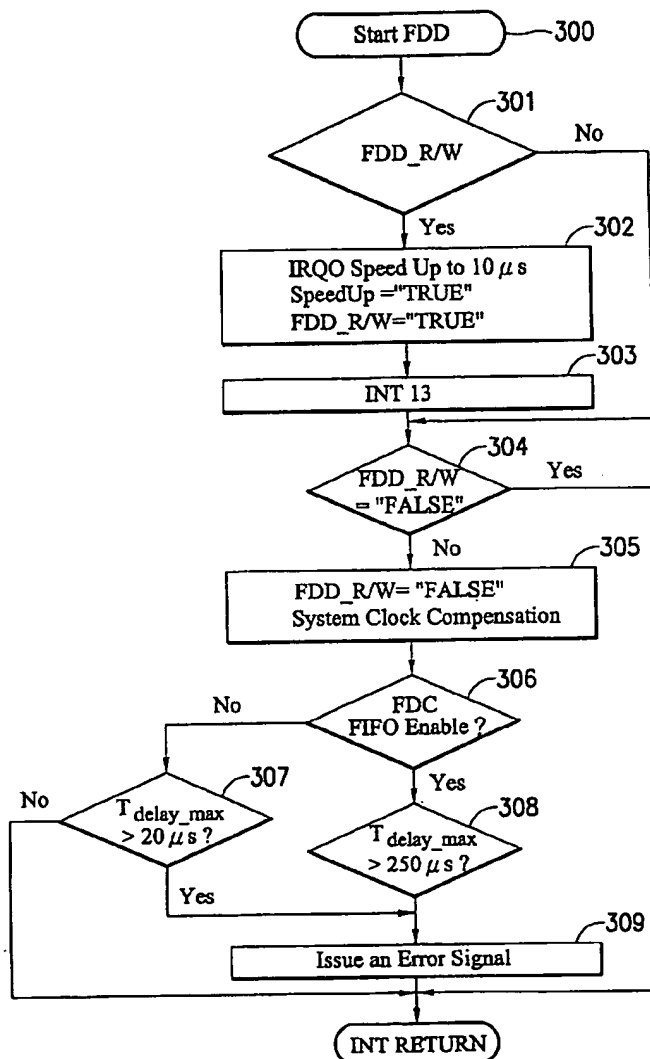 Start FDD
300
301
FDD_R/W
No
Yes
302
IRQO Speed Up to 10 μs
SpeedUp ="TRUE"
FDD_R/W="TRUE"
303
INT 13
304
FDD_R/W
= "FALSE"
Yes
No
305
FDD_R/W= "FALSE"
System Clock Compensation
306
No
FDC
FIFO Enable ?
307
Yes
No
T delay_max
> 20 μs ?
308
T delay_max
> 250 μs ?
Yes
309
Issue an Error Signal
INT RETURN